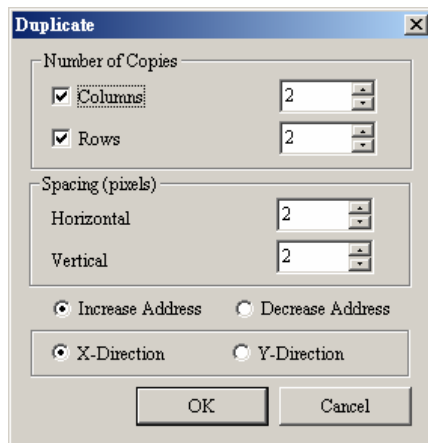 Duplicate
Number of Copies
Columns 2
Rows 2
Spacing (pixels)
Horizontal 2
Vertical 2
Increase Address Decrease Address
X-Direction Y-Direction
OK Cancel